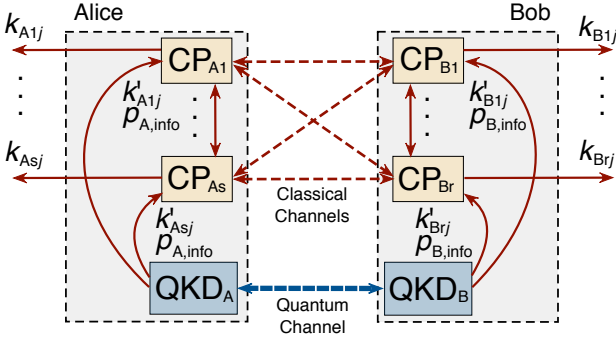 Alice
Bob
kA1j
CPA1
CPB1
kB1j
k'A1j
pA,info
k'B1j
pB,info
kAsj
CPAs
CPBr
kBrj
Classical
Channels
k'Asj
pA,info
k'Brj
pB,info
QKDA
QKDB
Quantum
Channel